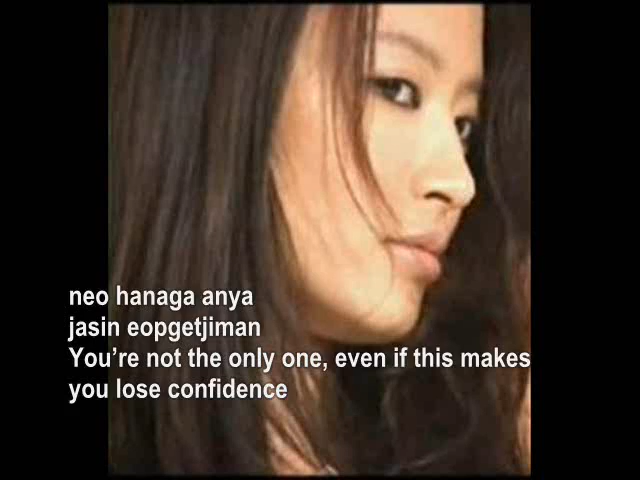 neo hanaga anya
jasin eopgetjiman
You’re not the only one, even if this makes
you lose confidence